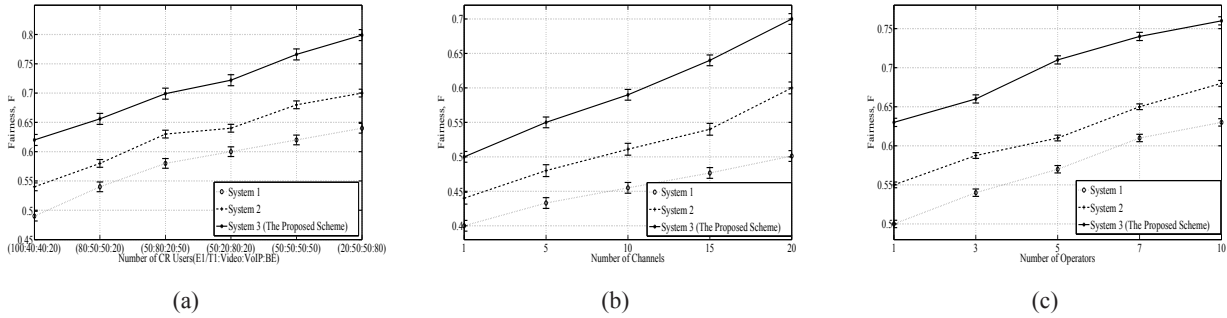 0.8
0.75
0.7
0.65
0.6
0.55
0.5
0.45
Fairness, F
(100:40:40:20) (80:50:50:20) (50:80:20:50) (50:20:80:20) (50:50:50:50) (20:50:50:80)
Number of CR Users(E1/T1:Video:VoIP:BE)
System 1
System 2
System 3 (The Proposed Scheme)
(a)
0.7
0.65
0.6
0.55
0.5
0.45
0.4
Fairness, F
1 5 10 15 20
Number of Channels
System 1
System 2
System 3 (The Proposed Scheme)
(b)
0.75
0.7
0.65
0.6
0.55
0.5
Fairness, F
1 3 5 7 10
Number of Operators
System 1
System 2
System 3 (The Proposed Scheme)
(c)